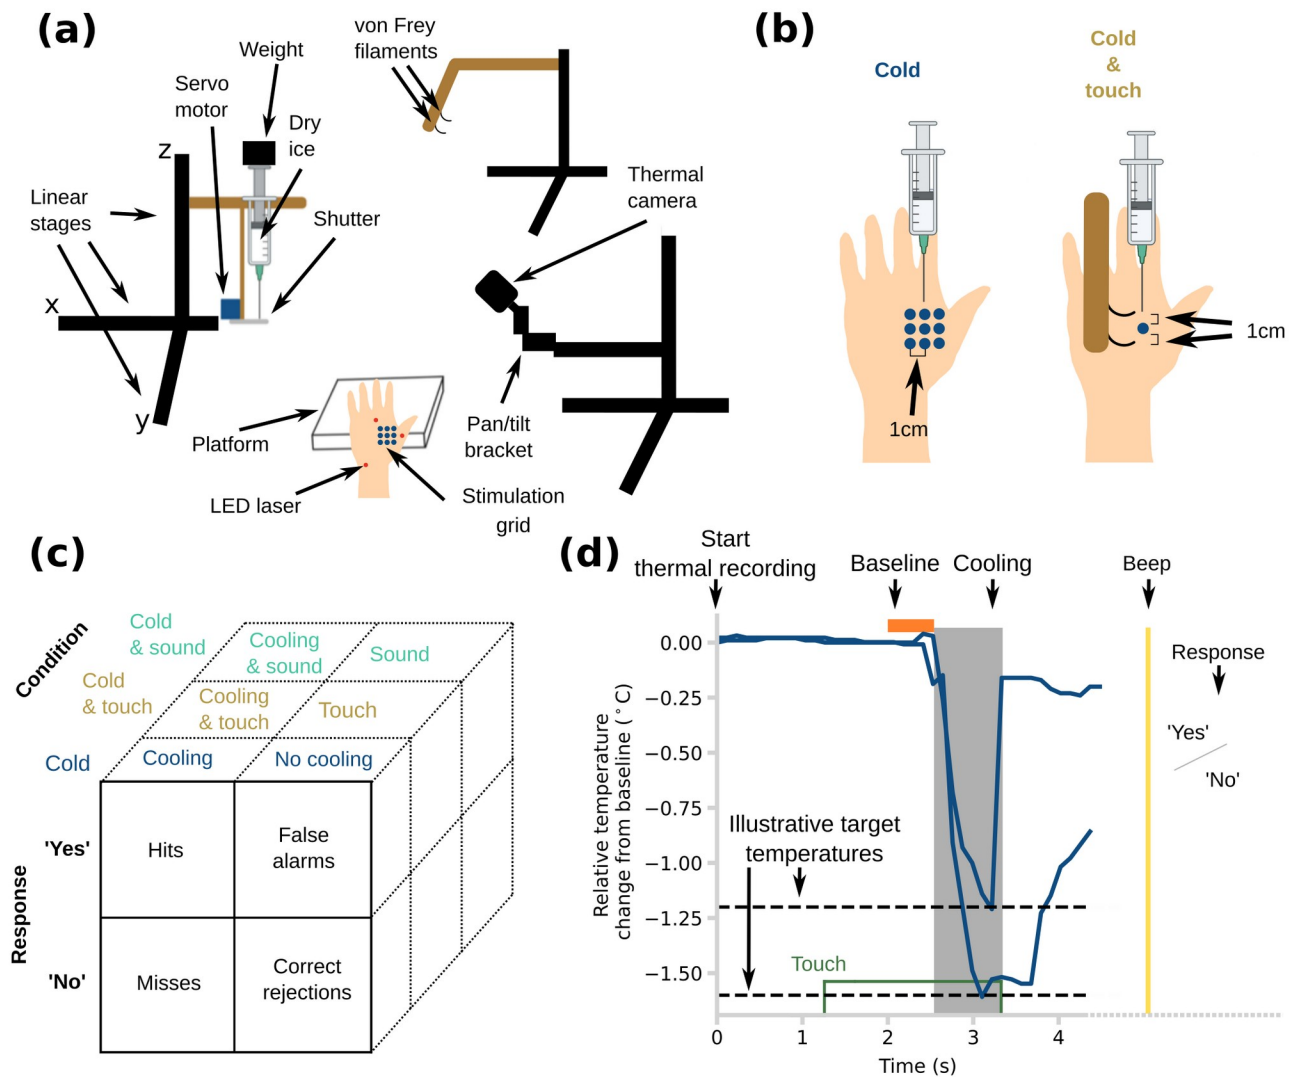 (a)
von Frey
filaments
Weight
Servo
motor
Dry
ice
z
Linear
stages
Shutter
Thermal
camera
x
y
Platform
Pan/tilt
bracket
LED laser
Stimulation
grid
(b)
Cold
Cold
&
touch
1cm
1cm
(c)
Condition
Cold
& sound
Cooling
& sound
Sound
Cold
& touch
Cooling
& touch
Touch
Cold
Cooling
No cooling
Response
'Yes'
Hits
False
alarms
'No'
Misses
Correct
rejections
(d)
Start
thermal recording
Baseline
Cooling
Beep
Response
'Yes'
'No'
Relative temperature
change from baseline (°C)
0.00
−0.25
−0.50
−0.75
−1.00
−1.25
−1.50
Illustrative target
temperatures
Touch
0
1
2
3
4
Time (s)